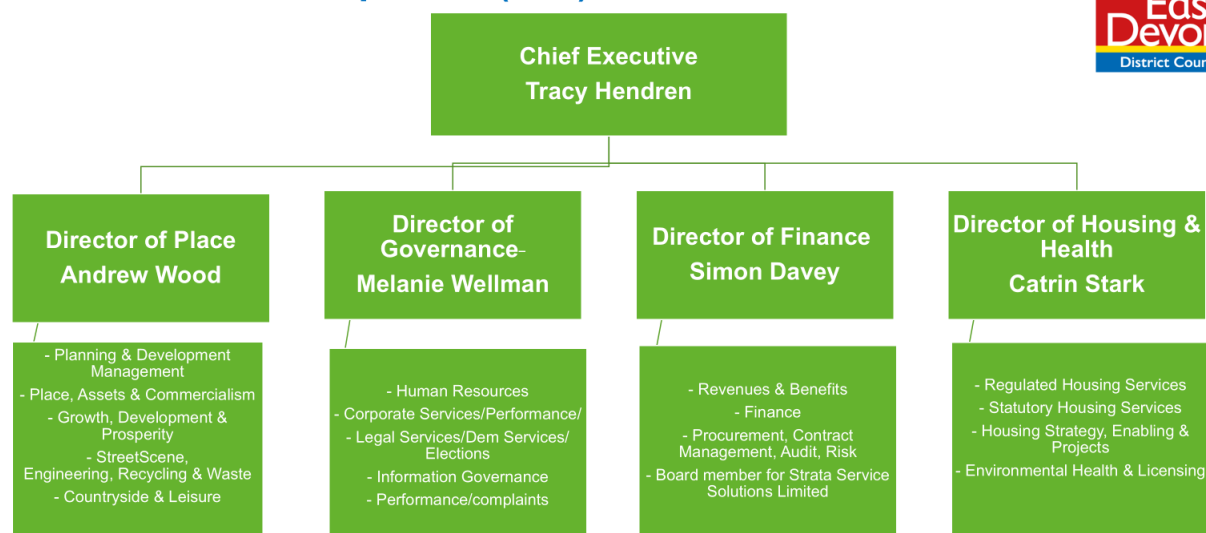 Eas
Devon
District Coun
Chief Executive
Tracy Hendren
Director of Place
Andrew Wood
Director of
Governance-
Melanie Wellman
Director of Finance
Simon Davey
Director of Housing &
Health
Catrin Stark
- Planning & Development
Management
- Place, Assets & Commercialism
- Growth, Development &
Prosperity
- StreetScene,
Engineering, Recycling & Waste
- Countryside & Leisure
- Human Resources
- Corporate Services/Performance/
- Legal Services/Dem Services/
Elections
- Information Governance
- Performance/complaints
- Revenues & Benefits
- Finance
- Procurement, Contract
Management, Audit, Risk
- Board member for Strata Service
Solutions Limited
- Regulated Housing Services
- Statutory Housing Services
- Housing Strategy, Enabling &
Projects
- Environmental Health & Licensing